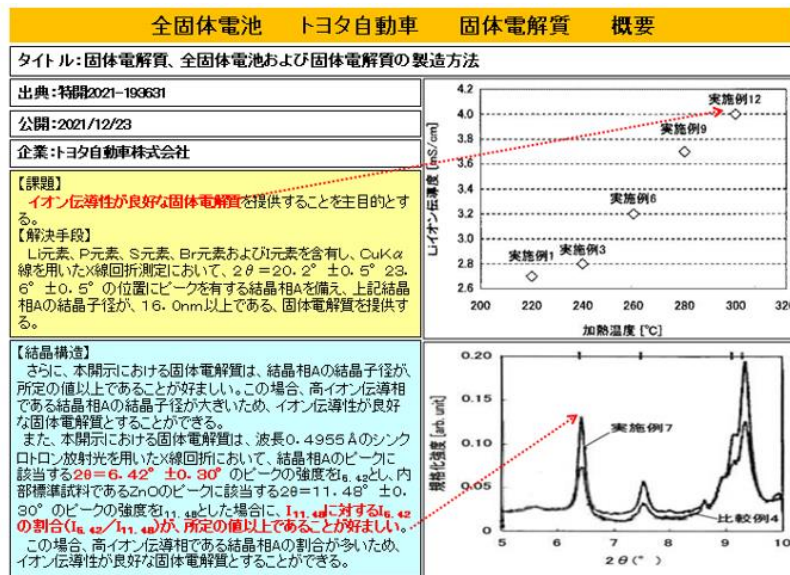 全固体電池　トヨタ自動車　固体電解質　概要
タイトル：固体電解質、全固体電池および固体電解質の製造方法
出典：特開2021-193631
公開：2021/12/23
企業：トヨタ自動車株式会社
【課題】
イオン伝導性が良好な固体電解質を提供することを主目的とす
る。
【解決手段】
Li元素、P元素、S元素、Br元素およびI元素を含有し、CuKα
線を用いたX線回折測定において、2θ＝20.2°±0.5°23.
6°±0.5°の位置にピークを有する結晶相Aを備え、上記結晶
相Aの結晶子径が、16.0nm以上である、固体電解質を提供す
る。
4.2
4.0
3.8
3.6
3.4
3.2
3.0
2.8
2.6
Liイオン伝導度[mS/cm]
実施例12
実施例9
実施例6
実施例1
実施例3
200 220 240 260 280 300 320
加熱温度[℃]
【結晶構造】
さらに、本開示における固体電解質は、結晶相Aの結晶子径が、
所定の値以上であることが好ましい。この場合、高イオン伝導相
である結晶相Aの結晶子径が大きいため、イオン伝導性が良好
な固体電解質とすることができる。
また、本開示における固体電解質は、波長0.4955Åのシンク
ロトロン放射光を用いたX線回折において、結晶相Aのピークに
該当する2θ=6.42°±0.30°のピークの強度をI6.42とし、内
部標準試料であるZnOのピークに該当する2θ=11.48°±0.
30°のピークの強度をI11.48とした場合に、I11.48に対するI6.42
の割合(I6.42/I11.48)が、所定の値以上であることが好ましい。
この場合、高イオン伝導相である結晶相Aの割合が多いため、
イオン伝導性が良好な固体電解質とすることができる。
0.20
0.15
0.10
0.05
0.00
規格化強度[arb. unit]
実施例7
比較例4
5 6 7 8 9 10
2θ(°)